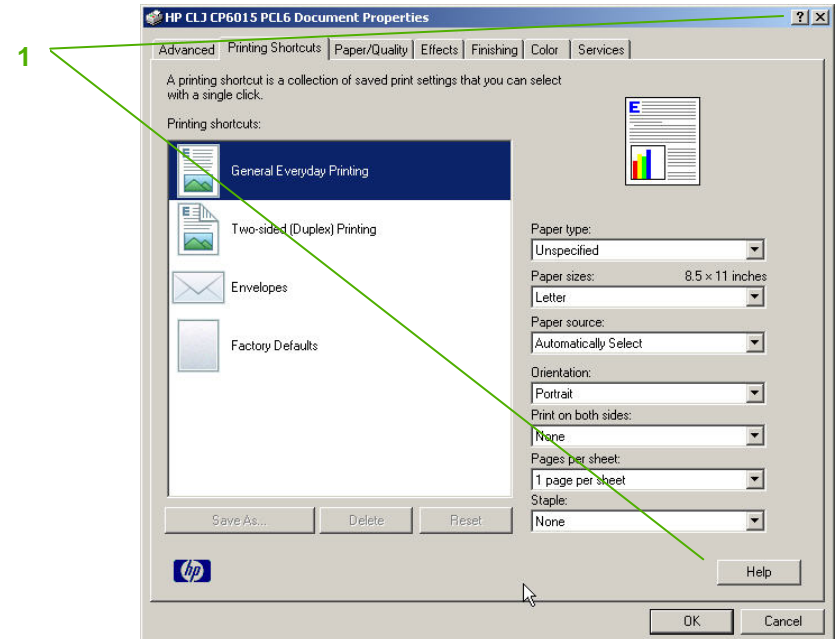 HP CLJ CP6015 PCL6 Document Properties
? X
1
Advanced Printing Shortcuts Paper/Quality Effects Finishing Color Services
A printing shortcut is a collection of saved print settings that you can select
with a single click.
Printing shortcuts:
E
General Everyday Printing
E
Two-sided (Duplex) Printing
Envelopes
Factory Defaults
E
Paper type:
Unspecified
Paper sizes: 8.5 × 11 inches
Letter
Paper source:
Automatically Select
Orientation:
Portrait
Print on both sides:
None
Pages per sheet:
1 page per sheet
Staple:
None
Save As... Delete Reset
hp
Help
OK Cancel